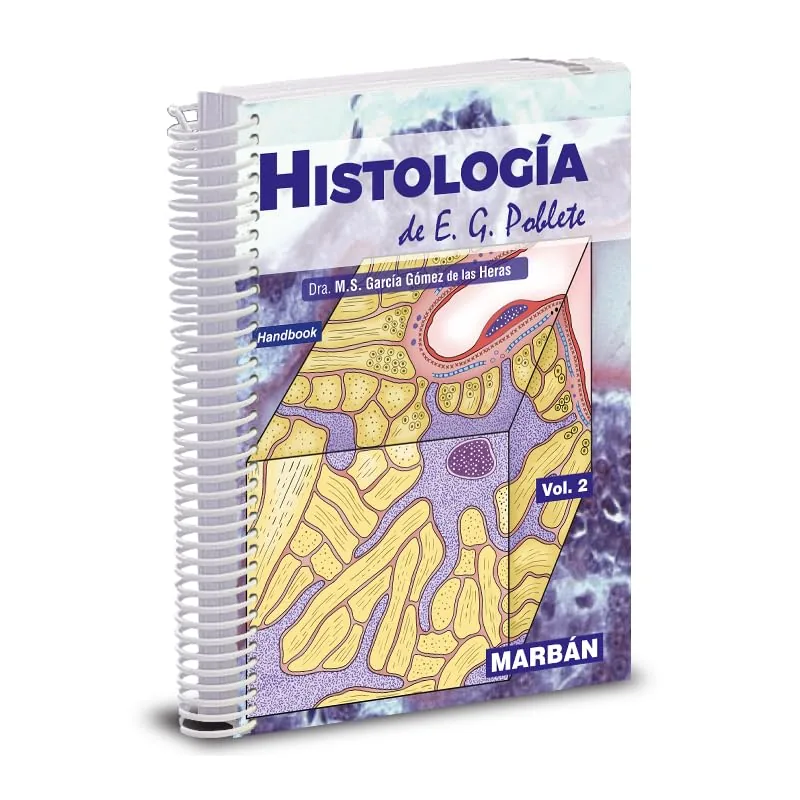 HISTOLOGÍA
de E. G. Poblete
Dra. M.S. García Gómez de las Heras
Handbook
Vol. 2
MARBÁN